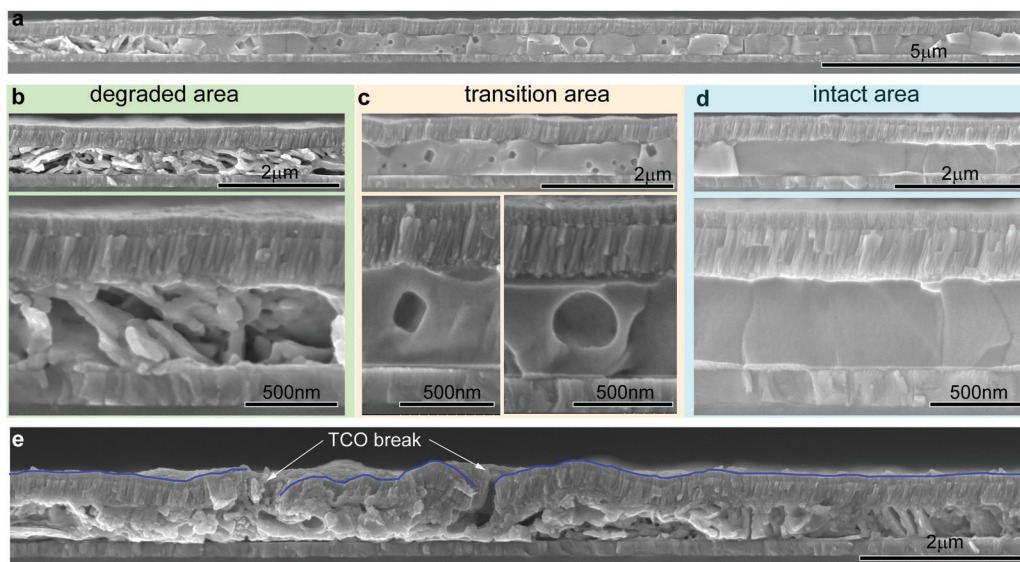 a
5μm
b degraded area
c transition area
d intact area
2μm
2μm
2μm
500nm
500nm
500nm
500nm
e
TCO break
2μm